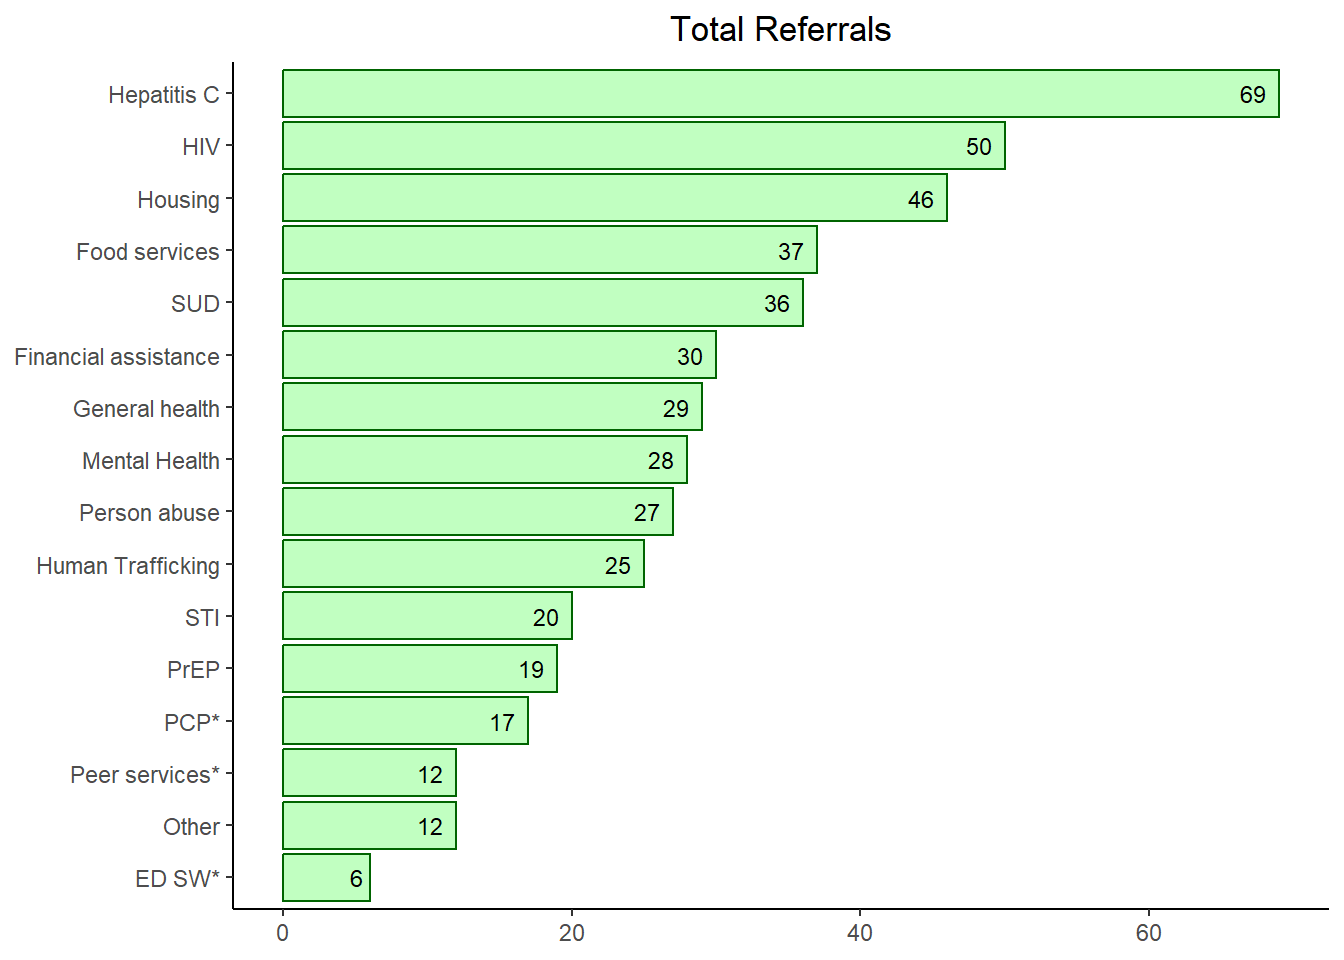 Total Referrals
Hepatitis C 69
HIV 50
Housing 46
Food services 37
SUD 36
Financial assistance 30
General health 29
Mental Health 28
Person abuse 27
Human Trafficking 25
STI 20
PrEP 19
PCP* 17
Peer services* 12
Other 12
ED SW* 6
0 20 40 60